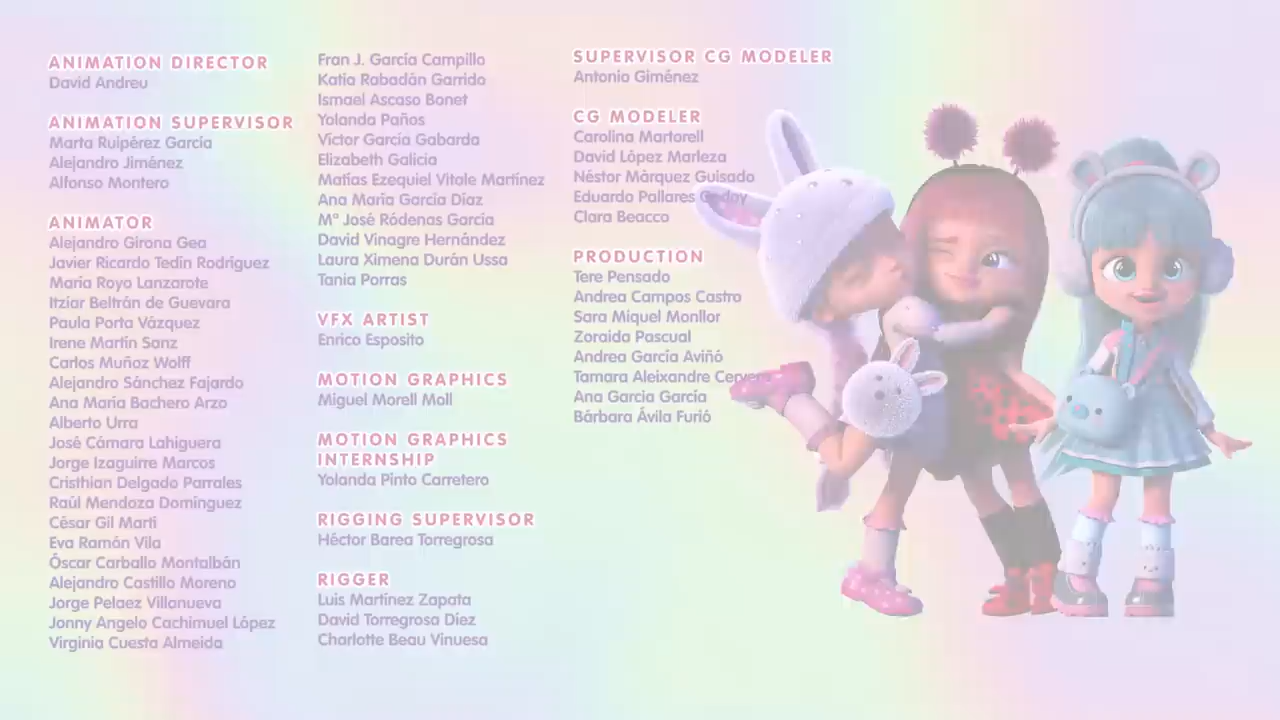 ANIMATION DIRECTOR
David Andreu
ANIMATION SUPERVISOR
Marta Ruipérez García
Alejandro Jiménez
Alfonso Montero
ANIMATOR
Alejandro Girona Gea
Javier Ricardo Tedín Rodríguez
María Royo Lanzarote
Itzíar Beltrán de Guevara
Paula Porta Vázquez
Irene Martín Sanz
Carlos Muñoz Wolff
Alejandro Sánchez Fajardo
Ana María Bachero Arzo
Alberto Urra
José Cámara Lahiguera
Jorge Izaguirre Marcos
Cristhian Delgado Parrales
Raúl Mendoza Domínguez
César Gil Martí
Eva Ramón Vila
Óscar Carballo Montalbán
Alejandro Castillo Moreno
Jorge Pelaez Villanueva
Jonny Angelo Cachimuel López
Virginia Cuesta Almeida
Fran J. García Campillo
Katia Rabadán Garrido
Ismael Ascaso Bonet
Yolanda Paños
Víctor García Gabarda
Elizabeth Galicia
Matías Ezequiel Vitale Martínez
Ana María García Díaz
Mª José Ródenas García
David Vinagre Hernández
Laura Ximena Durán Ussa
Tania Porras
VFX ARTIST
Enrico Esposito
MOTION GRAPHICS
Miguel Morell Moll
MOTION GRAPHICS
INTERNSHIP
Yolanda Pinto Carretero
RIGGING SUPERVISOR
Héctor Barea Torregrosa
RIGGER
Luis Martínez Zapata
David Torregrosa Díez
Charlotte Beau Vinuesa
SUPERVISOR CG MODELER
Antonio Giménez
CG MODELER
Carolina Martorell
David López Marleza
Néstor Màrquez Guisado
Eduardo Pallares Godoy
Clara Beacco
PRODUCTION
Tere Pensado
Andrea Campos Castro
Sara Miquel Monllor
Zoraida Pascual
Andrea García Aviñó
Tamara Aleixandre Cervera
Ana Garcia García
Bárbara Ávila Furió